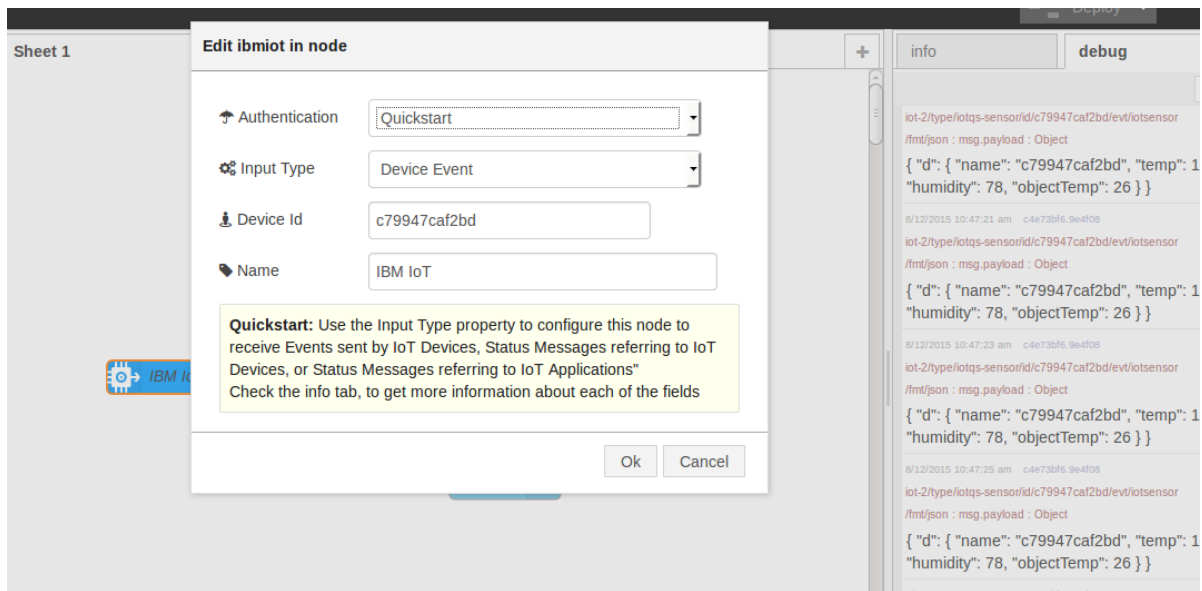 Deploy
Sheet 1
Edit ibmiot in node
info
debug
Authentication
Quickstart
Input Type
Device Event
Device Id
c79947caf2bd
Name
IBM IoT
Quickstart: Use the Input Type property to configure this node to
receive Events sent by IoT Devices, Status Messages referring to IoT
Devices, or Status Messages referring to IoT Applications"
Check the info tab, to get more information about each of the fields
Ok
Cancel
IBM Io
iot-2/type/iotqs-sensor/id/c79947caf2bd/evt/iotsensor
/fmt/json : msg.payload : Object
{ "d": { "name": "c79947caf2bd", "temp": 1
"humidity": 78, "objectTemp": 26 } }
8/12/2015 10:47:21 am c4e73bf6.9e4f08
iot-2/type/iotqs-sensor/id/c79947caf2bd/evt/iotsensor
/fmt/json : msg.payload : Object
{ "d": { "name": "c79947caf2bd", "temp": 1
"humidity": 78, "objectTemp": 26 } }
8/12/2015 10:47:23 am c4e73bf6.9e4f08
iot-2/type/iotqs-sensor/id/c79947caf2bd/evt/iotsensor
/fmt/json : msg.payload : Object
{ "d": { "name": "c79947caf2bd", "temp": 1
"humidity": 78, "objectTemp": 26 } }
8/12/2015 10:47:25 am c4e73bf6.9e4f08
iot-2/type/iotqs-sensor/id/c79947caf2bd/evt/iotsensor
/fmt/json : msg.payload : Object
{ "d": { "name": "c79947caf2bd", "temp": 1
"humidity": 78, "objectTemp": 26 } }